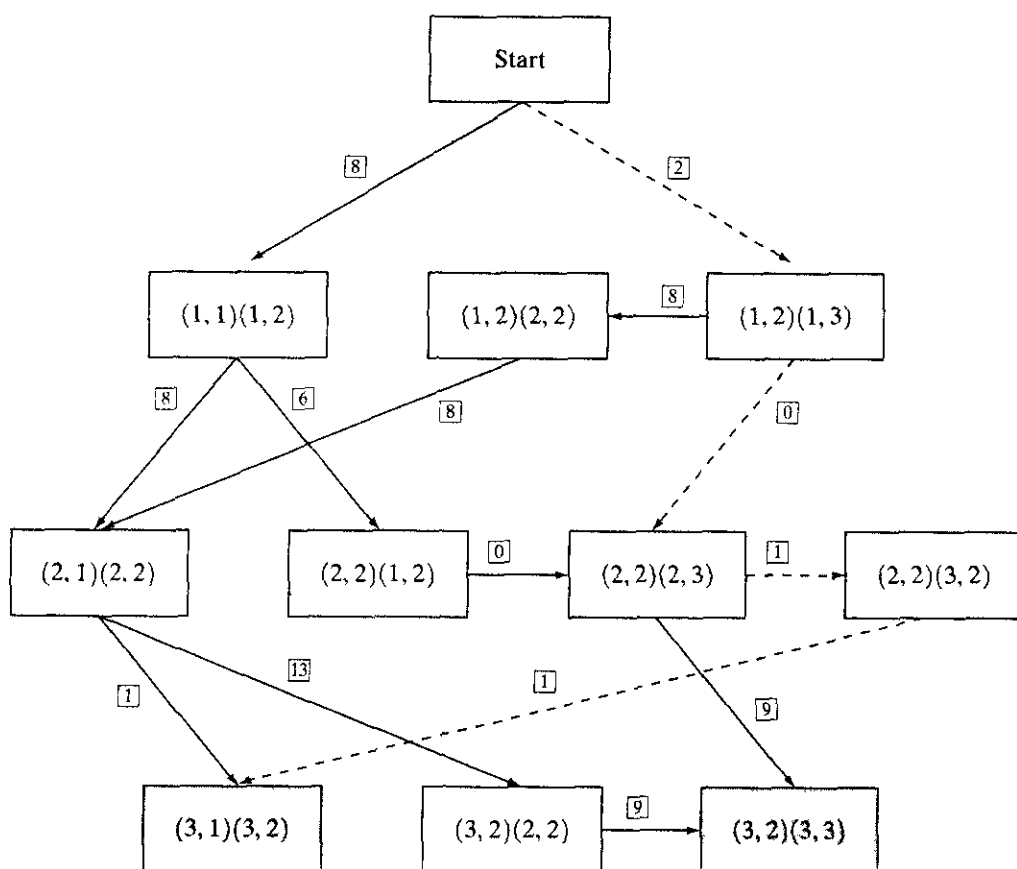 Start
8
2
(1, 1)(1, 2)
(1, 2)(2, 2)
8
(1, 2)(1, 3)
8
6
8
0
(2, 1)(2, 2)
(2, 2)(1, 2)
0
(2, 2)(2, 3)
1
(2, 2)(3, 2)
1
13
1
9
(3, 1)(3, 2)
(3, 2)(2, 2)
9
(3, 2)(3, 3)